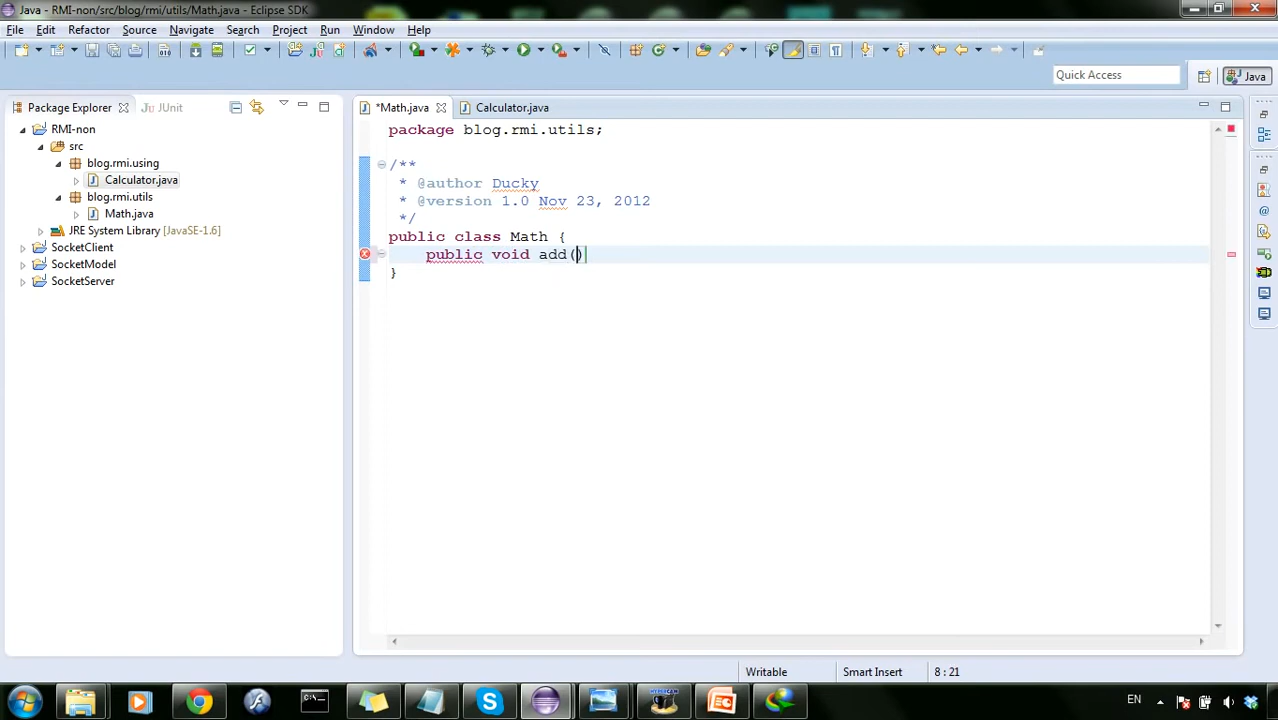 Java - RMI-non/src/blog/rmi/utils/Math.java - Eclipse SDK
File Edit Refactor Source Navigate Search Project Run Window Help
Quick Access
Java
Package Explorer
JUnit
*Math.java
Calculator.java
RMI-non
src
blog.rmi.using
Calculator.java
blog.rmi.utils
Math.java
JRE System Library [JavaSE-1.6]
SocketClient
SocketModel
SocketServer
package blog.rmi.utils;
/**
* @author Ducky
* @version 1.0 Nov 23, 2012
*/
public class Math {
public void add()
}
Writable
Smart Insert
8 : 21
EN